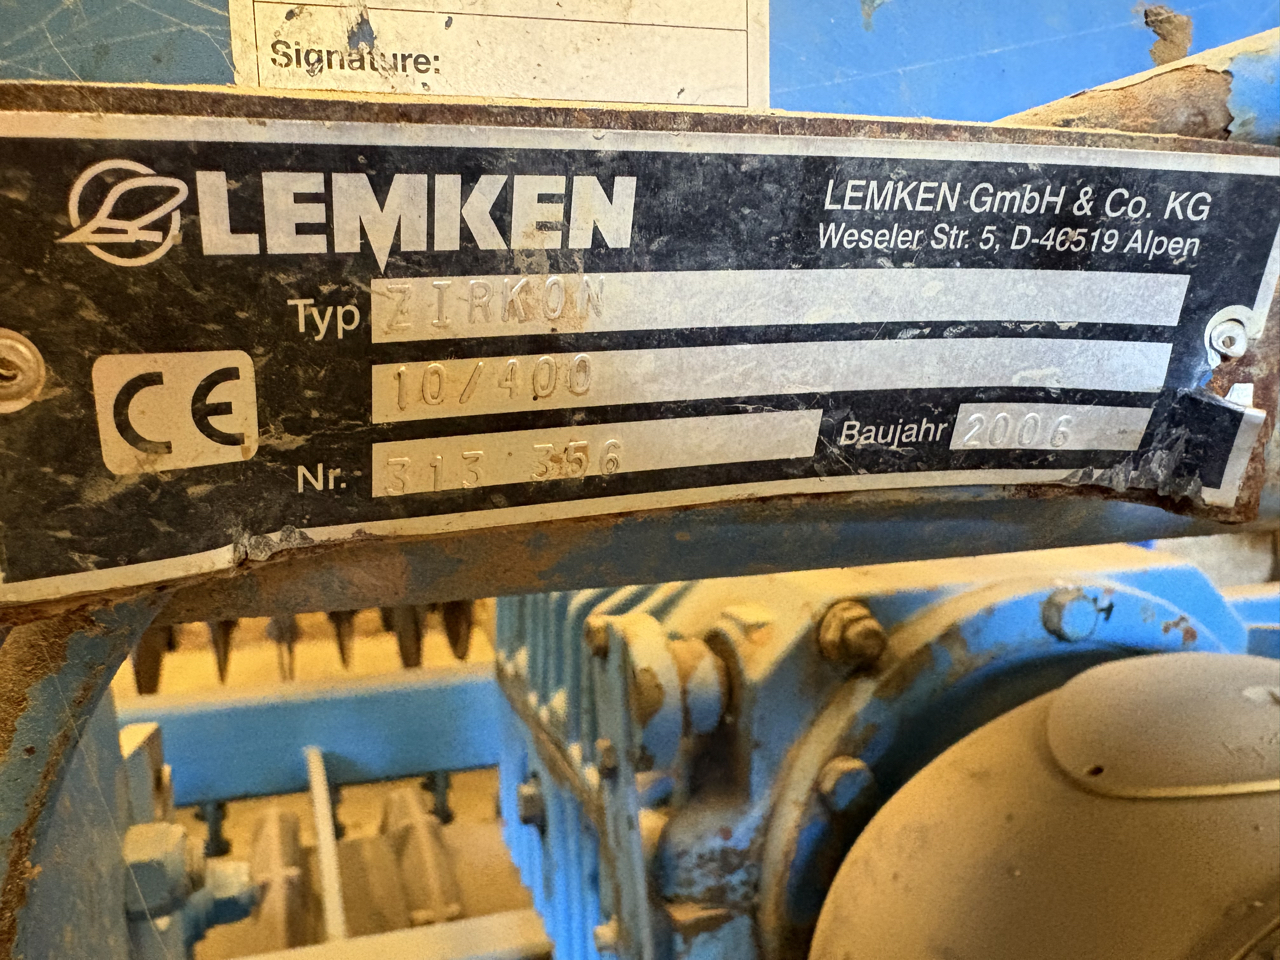 Signature:
LEMKEN
LEMKEN GmbH & Co. KG
Weseler Str. 5, D-46519 Alpen
Typ ZIRKON
10/400
CE
Nr. 313 356
Baujahr 2006